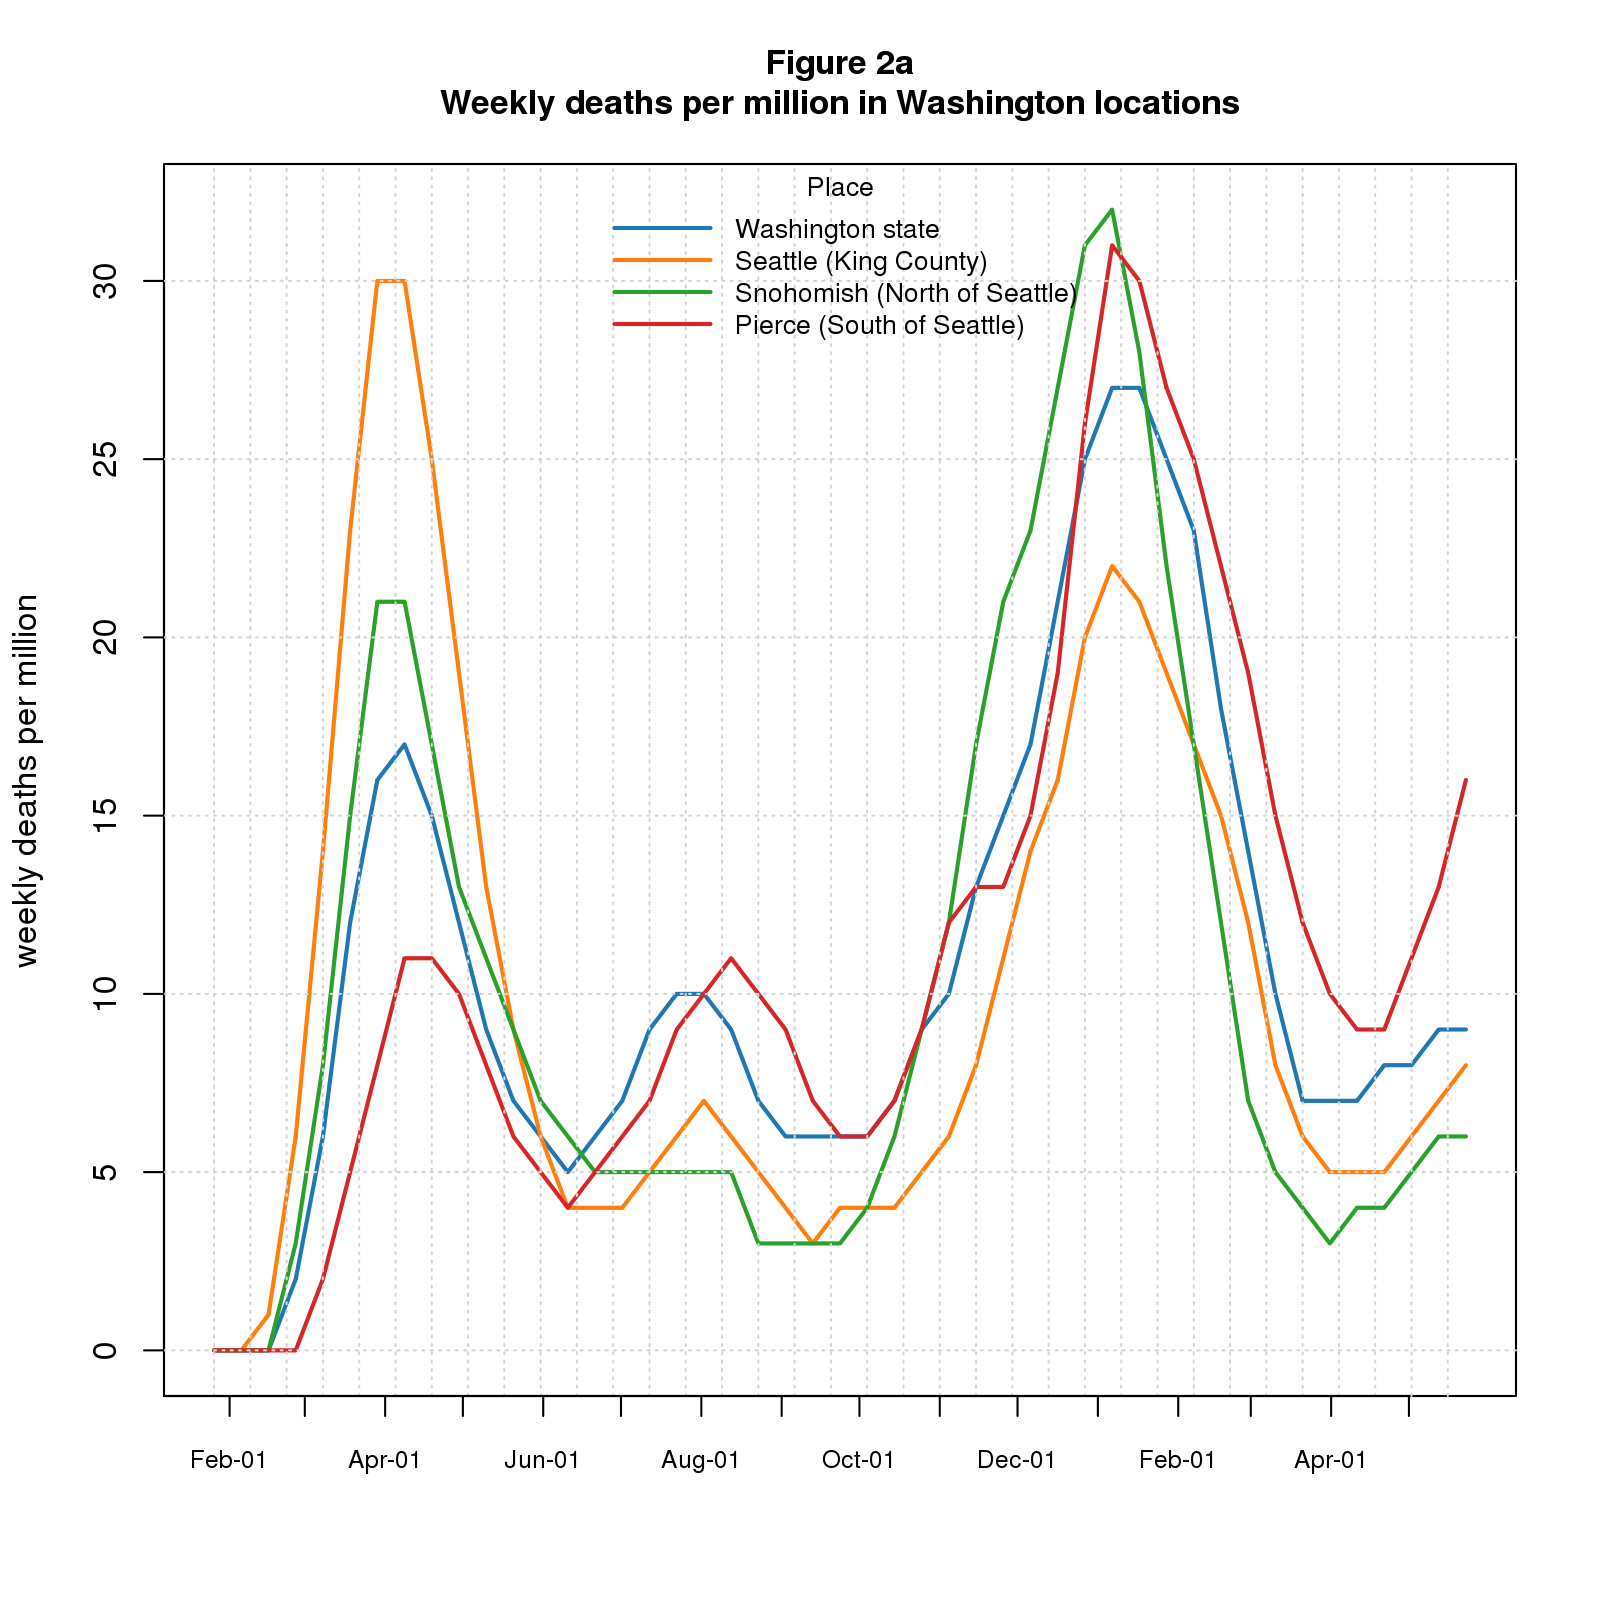 Figure 2a
Weekly deaths per million in Washington locations
Place
Washington state
Seattle (King County)
Snohomish (North of Seattle)
Pierce (South of Seattle)
weekly deaths per million
30
25
20
15
10
5
0
Feb-01 Apr-01 Jun-01 Aug-01 Oct-01 Dec-01 Feb-01 Apr-01